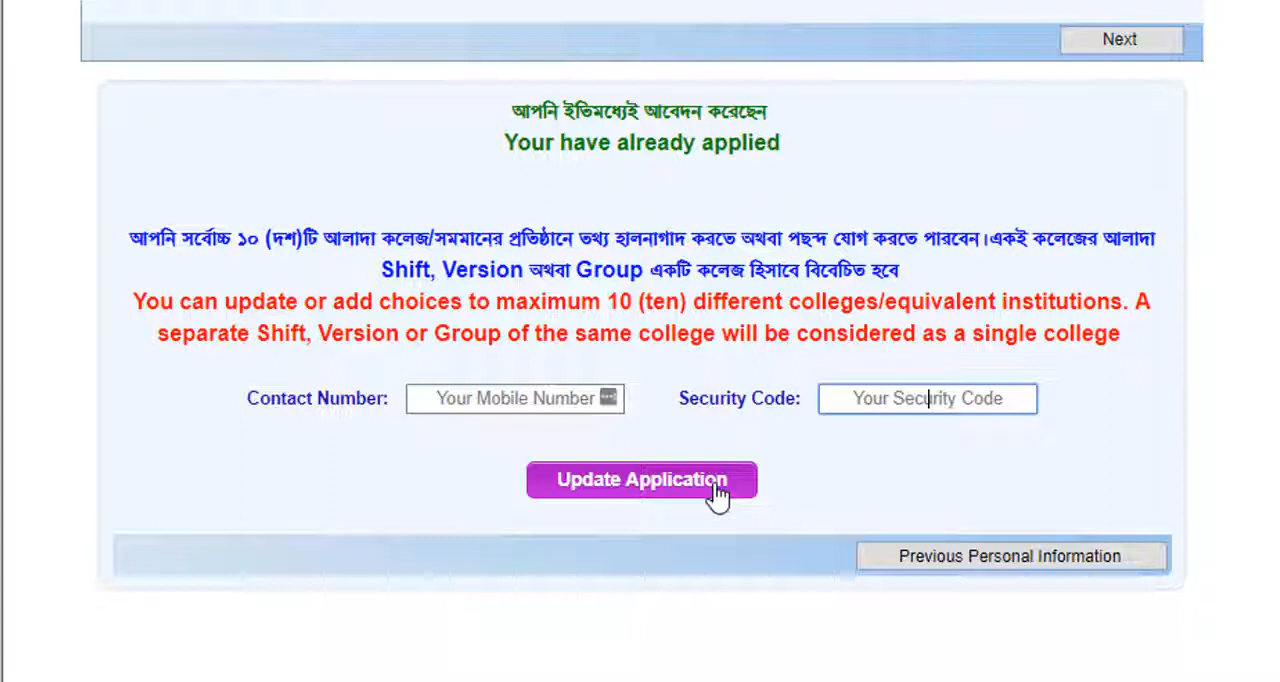 Next
আপনি ইতিমধ্যেই আবেদন করেছেন
Your have already applied
আপনি সর্বোচ্চ ১০ (দশ)টি আলাদা কলেজ/সমমানের প্রতিষ্ঠানে তথ্য হালনাগাদ করতে অথবা পছন্দ যোগ করতে পারবেন।একই কলেজের আলাদা
Shift, Version অথবা Group একটি কলেজ হিসাবে বিবেচিত হবে
You can update or add choices to maximum 10 (ten) different colleges/equivalent institutions. A
separate Shift, Version or Group of the same college will be considered as a single college
Contact Number: Your Mobile Number Security Code: Your Security Code
Update Application
Previous Personal Information